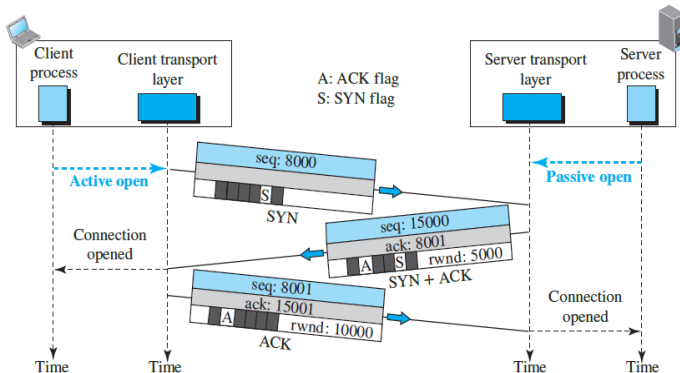 Client
process
Client transport
layer
A: ACK flag
S: SYN flag
Server transport
layer
Server
process
Active open
seq: 8000
S
SYN
Passive open
seq: 15000
ack: 8001
A S rwnd: 5000
SYN + ACK
Connection
opened
seq: 8001
ack: 15001
A rwnd: 10000
ACK
Connection
opened
Time
Time
Time
Time